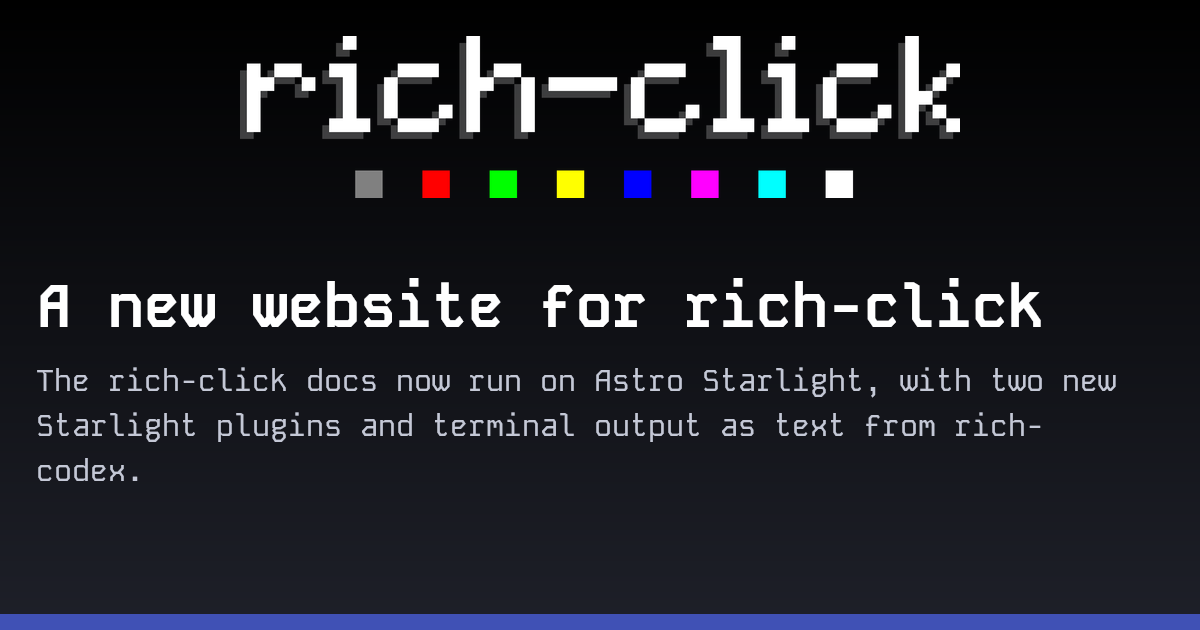 rich-click
A new website for rich-click
The rich-click docs now run on Astro Starlight, with two new
Starlight plugins and terminal output as text from rich-
codex.